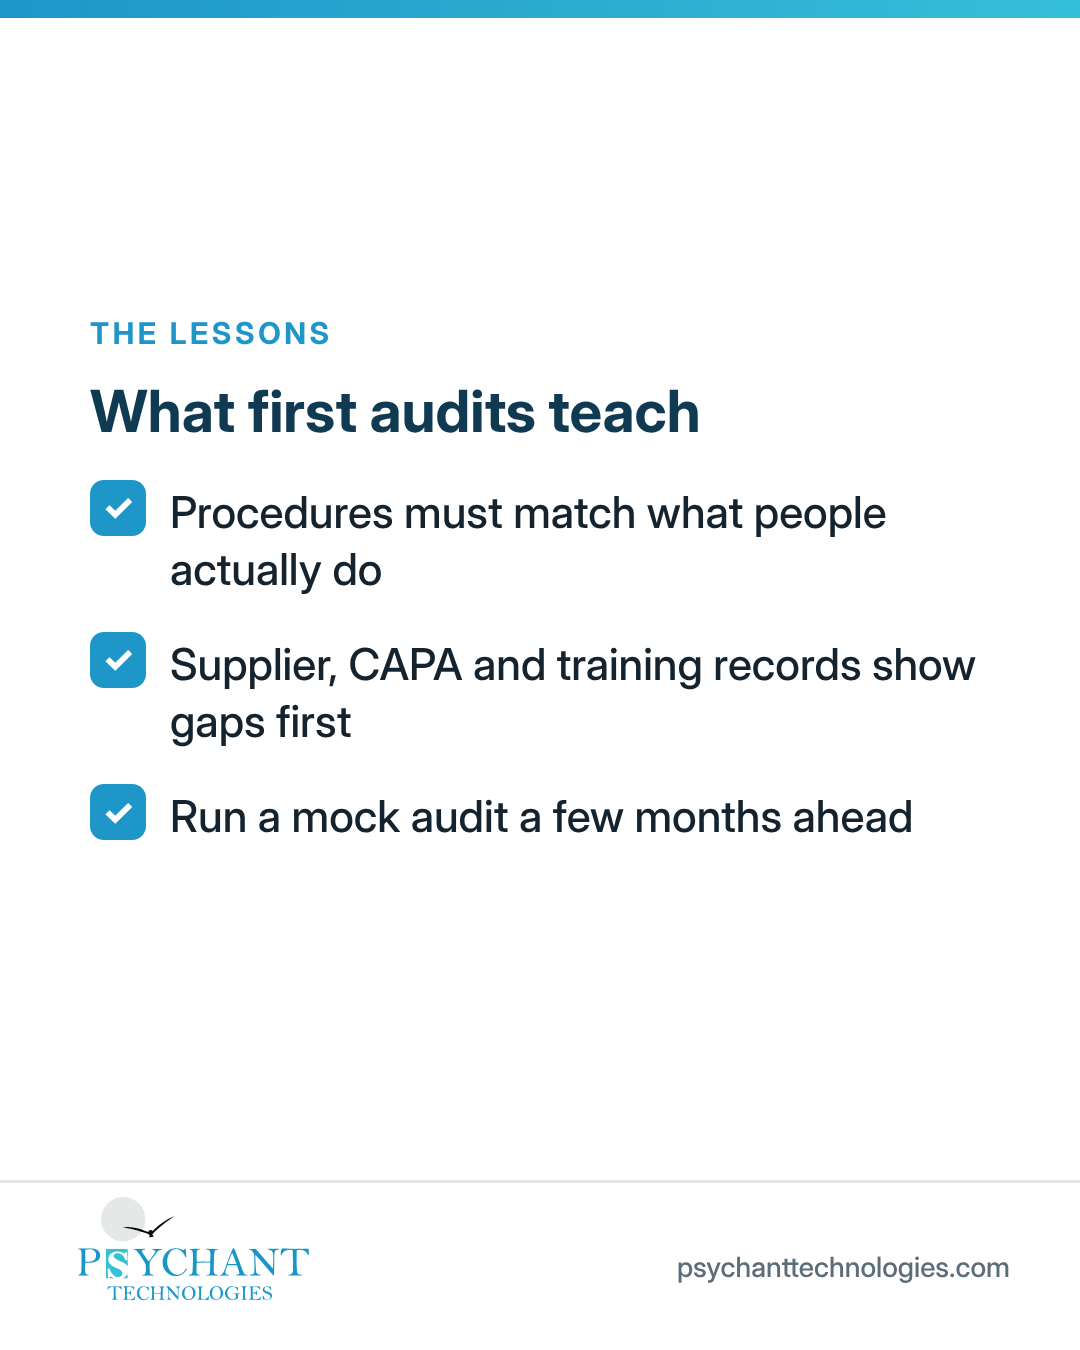 THE LESSONS
What first audits teach
Procedures must match what people
actually do
Supplier, CAPA and training records show
gaps first
Run a mock audit a few months ahead
PSYCHANT
TECHNOLOGIES
psychanttechnologies.com